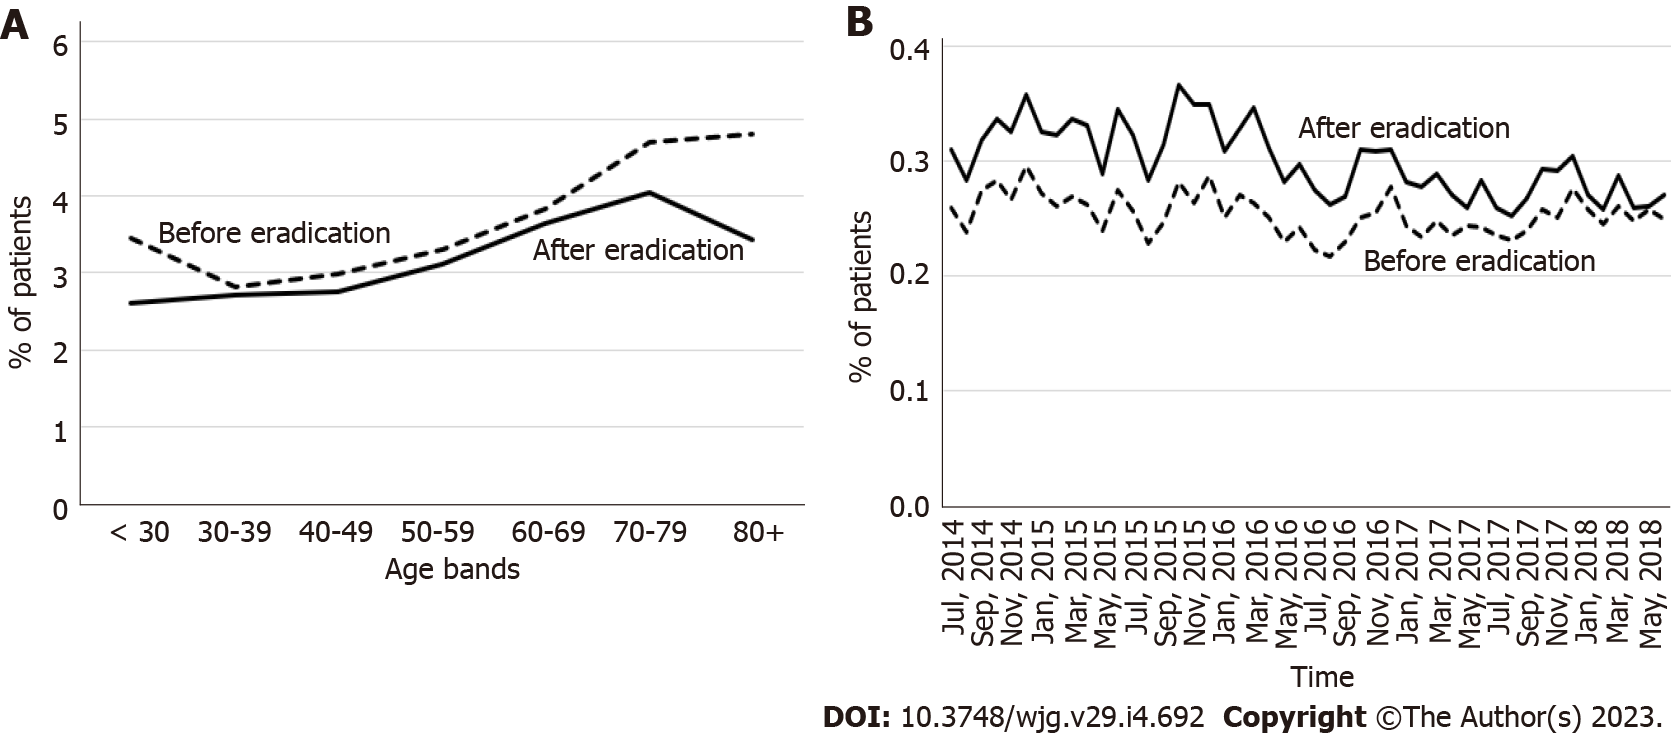 A
6
5
4
3
2
1
0
% of patients
Before eradication
After eradication
< 30 30-39 40-49 50-59 60-69 70-79 80+
Age bands
B
0.4
0.3
0.2
0.1
0.0
% of patients
After eradication
Before eradication
Jul, 2014
Sep, 2014
Nov, 2014
Jan, 2015
Mar, 2015
May, 2015
Jul, 2015
Sep, 2015
Nov, 2015
Jan, 2016
Mar, 2016
May, 2016
Jul, 2016
Sep, 2016
Nov, 2016
Jan, 2017
Mar, 2017
May, 2017
Jul, 2017
Sep, 2017
Nov, 2017
Jan, 2018
Mar, 2018
May, 2018
Time
DOI: 10.3748/wjg.v29.i4.692 Copyright ©The Author(s) 2023.